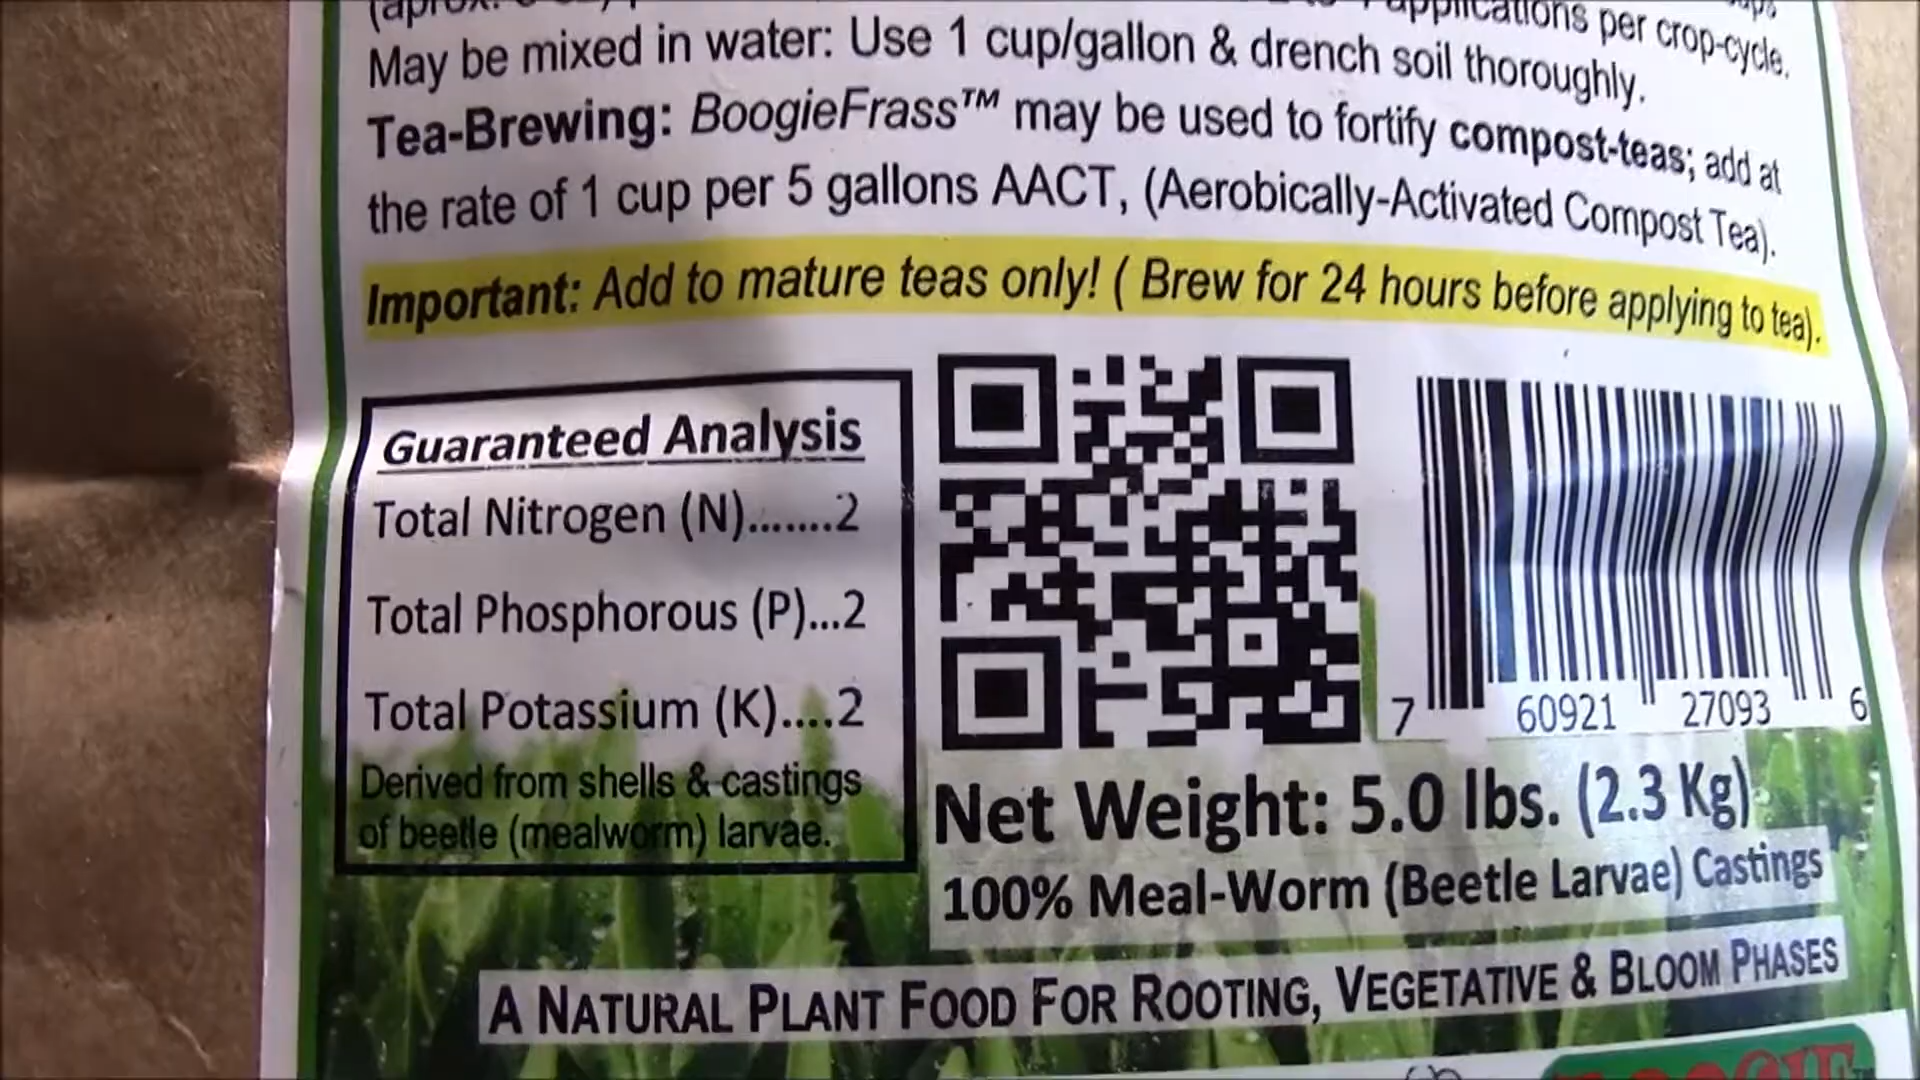 applications per crop-cycle.
May be mixed in water: Use 1 cup/gallon & drench soil thoroughly.
Tea-Brewing: BoogieFrass™ may be used to fortify compost-teas; add at
the rate of 1 cup per 5 gallons AACT, (Aerobically-Activated Compost Tea).
Important: Add to mature teas only! ( Brew for 24 hours before applying to tea).
Guaranteed Analysis
Total Nitrogen (N).......2
Total Phosphorous (P)...2
Total Potassium (K)....2
Derived from shells & castings
of beetle (mealworm) larvae.
7 60921 27093 6
Net Weight: 5.0 lbs. (2.3 Kg)
100% Meal-Worm (Beetle Larvae) Castings
A NATURAL PLANT FOOD FOR ROOTING, VEGETATIVE & BLOOM PHASES
BOOGIE